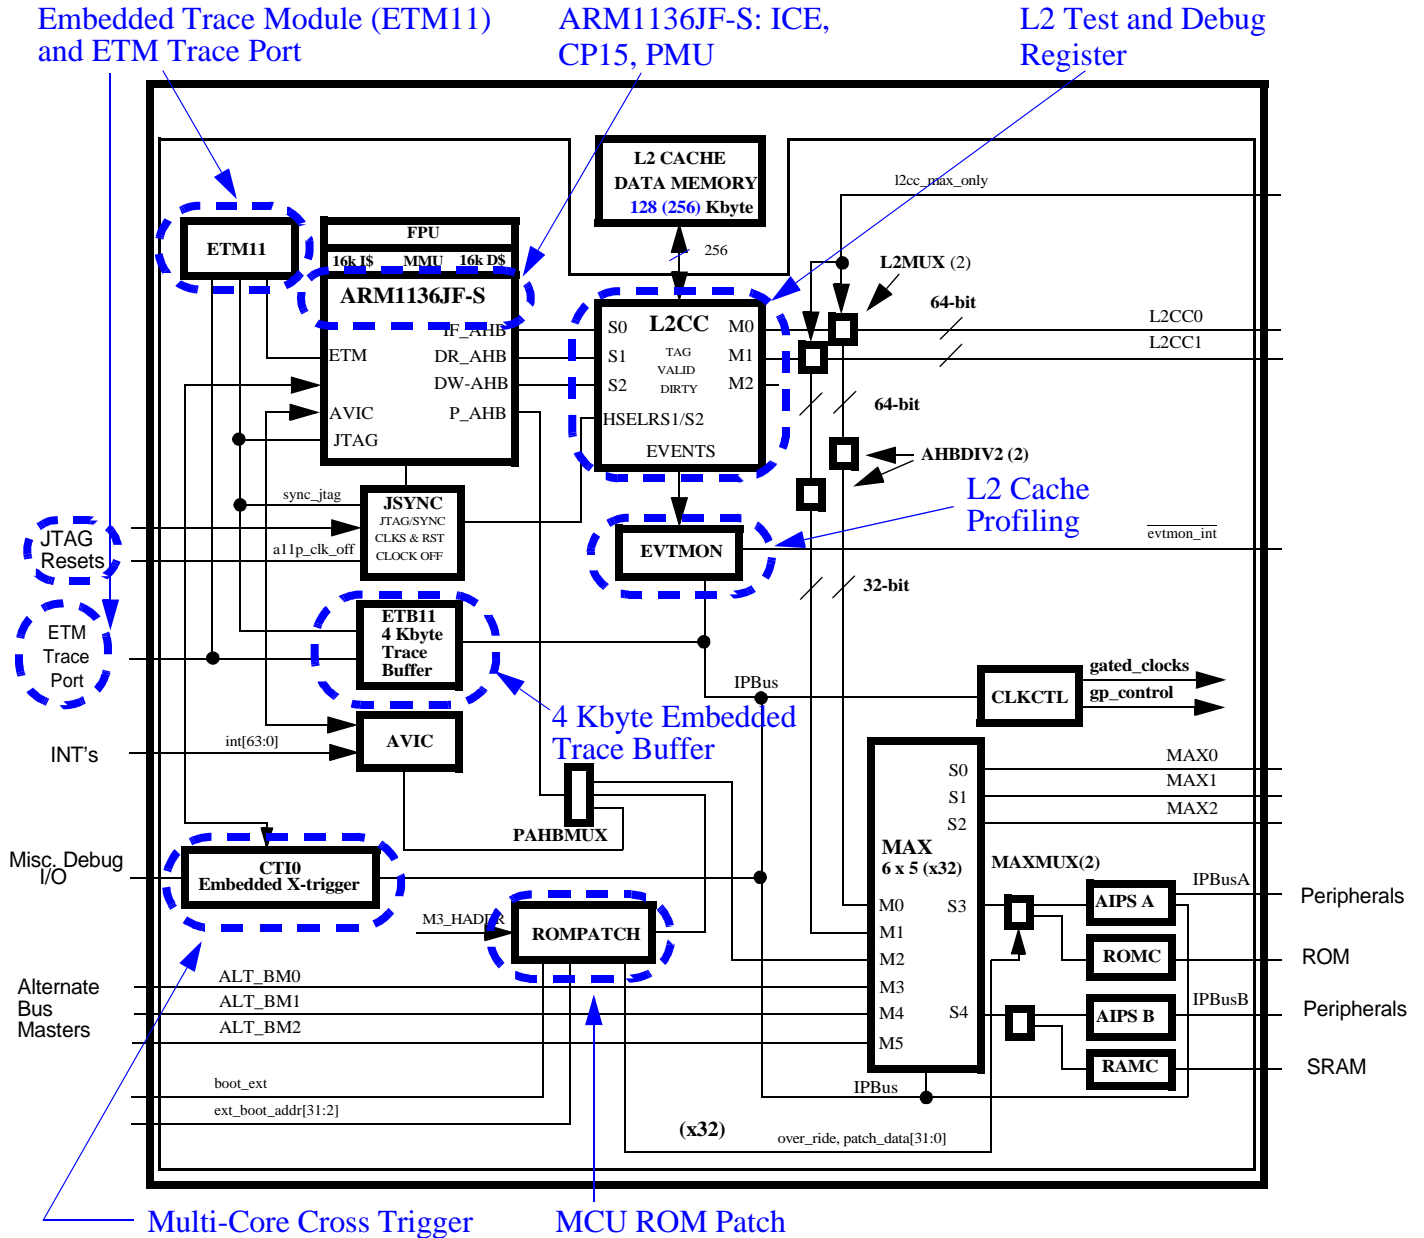 Embedded Trace Module (ETM11)
and ETM Trace Port
ARM1136JF-S: ICE,
CP15, PMU
L2 Test and Debug
Register
L2 CACHE
DATA MEMORY
128 (256) Kbyte
256
l2cc_max_only
ETM11
FPU
16k I$
MMU
16k D$
ARM1136JF-S
IF_AHB
ETM
DR_AHB
DW-AHB
AVIC
P_AHB
JTAG
L2CC
S0
M0
S1
TAG
M1
VALID
S2
DIRTY
M2
HSELRS1/S2
EVENTS
L2MUX (2)
64-bit
L2CC0
L2CC1
64-bit
AHBDIV2 (2)
L2 Cache
Profiling
sync_jtag
JSYNC
JTAG/SYNC
CLKS & RST
CLOCK OFF
a11p_clk_off
JTAG
Resets
EVTMON
evtmon_int
32-bit
ETM
Trace
Port
ETB11
4 Kbyte
Trace
Buffer
IPBus
CLKCTL
gated_clocks
gp_control
4 Kbyte Embedded
Trace Buffer
INT's
int[63:0]
AVIC
PAHBMUX
MAX
6 x 5 (x32)
S0
S1
S2
MAX0
MAX1
MAX2
MAXMUX(2)
Misc. Debug
I/O
CTI0
Embedded X-trigger
M3_HADDR
ROMPATCH
M0
S3
M1
M2
M3
M4
S4
M5
AIPS A
IPBusA
Peripherals
ROMC
ROM
AIPS B
IPBusB
Peripherals
RAMC
SRAM
Alternate
Bus
Masters
ALT_BM0
ALT_BM1
ALT_BM2
IPBus
boot_ext
ext_boot_addr[31:2]
(x32)
over_ride, patch_data[31:0]
Multi-Core Cross Trigger
MCU ROM Patch